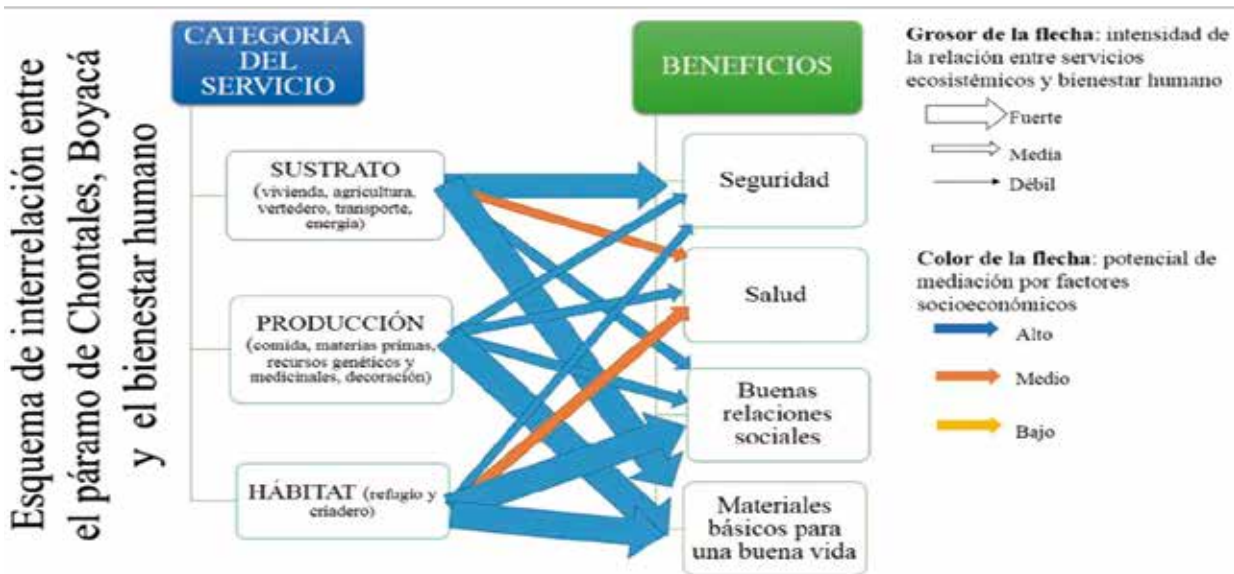 Esquema de interrelación entre
el páramo de Chontales, Boyacá
y el bienestar humano
CATEGORÍA
DEL
SERVICIO
SUSTRATO
(vivienda, agricultura,
vertedero, transporte,
energía)
PRODUCCIÓN
(comida, materias primas,
recursos genéticos y
medicinales, decoración)
HÁBITAT (refugio y
criadero)
BENEFICIOS
Seguridad
Salud
Buenas
relaciones
sociales
Materiales
básicos para
una buena vida
Grosor de la flecha: intensidad de
la relación entre servicios
ecosistémicos y bienestar humano
Fuerte
Media
Débil
Color de la flecha: potencial de
mediación por factores
socioeconómicos
Alto
Medio
Bajo